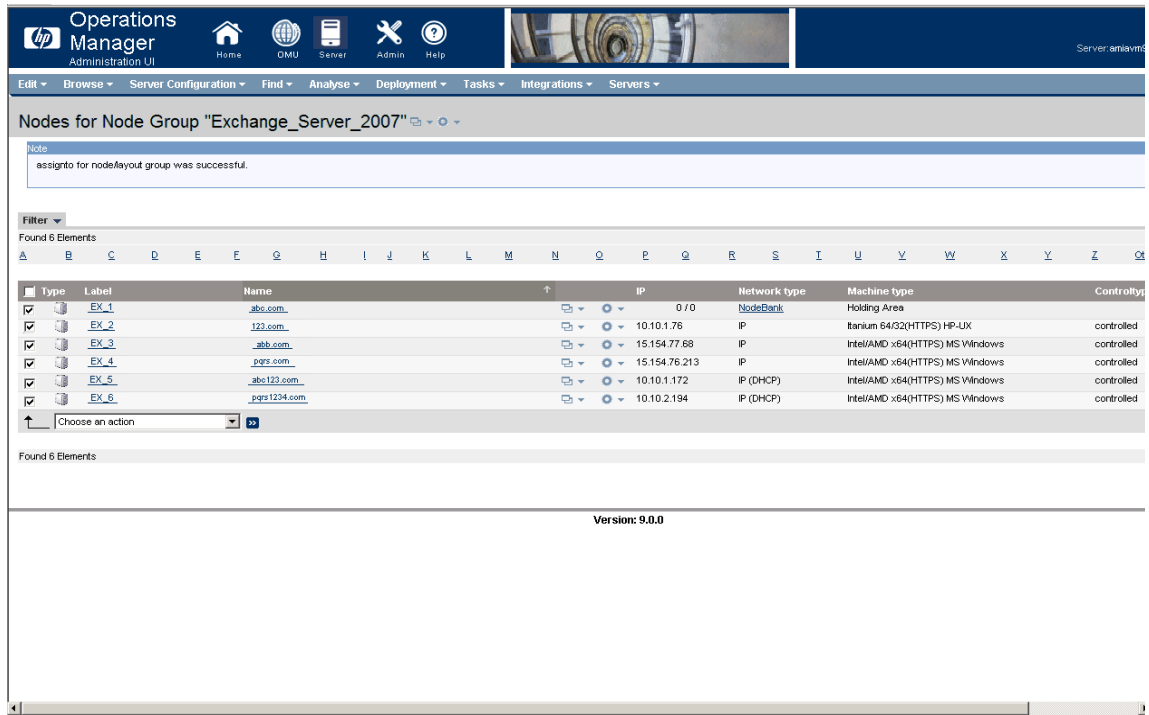 hp
Operations
Manager
Administration UI
Home OMU Server Admin Help
Edit Browse Server Configuration Find Analyse Deployment Tasks Integrations Servers
Nodes for Node Group "Exchange_Server_2007"
Note
assignto for node/layout group was successful.
Filter
Found 6 Elements
A B C D E F G H I J K L M N O P Q R S T U V W X Y Z
Type Label Name IP Network type Machine type
EX_1 abc.com 0 / 0 NodeBank Holding Area
EX_2 123.com 10.10.1.76 IP Itanium 64/32(HTTPS) HP-UX controlled
EX_3 abb.com 15.154.77.68 IP Intel/AMD x64(HTTPS) MS Windows controlled
EX_4 pqrs.com 15.154.76.213 IP Intel/AMD x64(HTTPS) MS Windows controlled
EX_5 abc123.com 10.10.1.172 IP (DHCP) Intel/AMD x64(HTTPS) MS Windows controlled
EX_6 pqrs1234.com 10.10.2.194 IP (DHCP) Intel/AMD x64(HTTPS) MS Windows controlled
Choose an action
Found 6 Elements
Version: 9.0.0